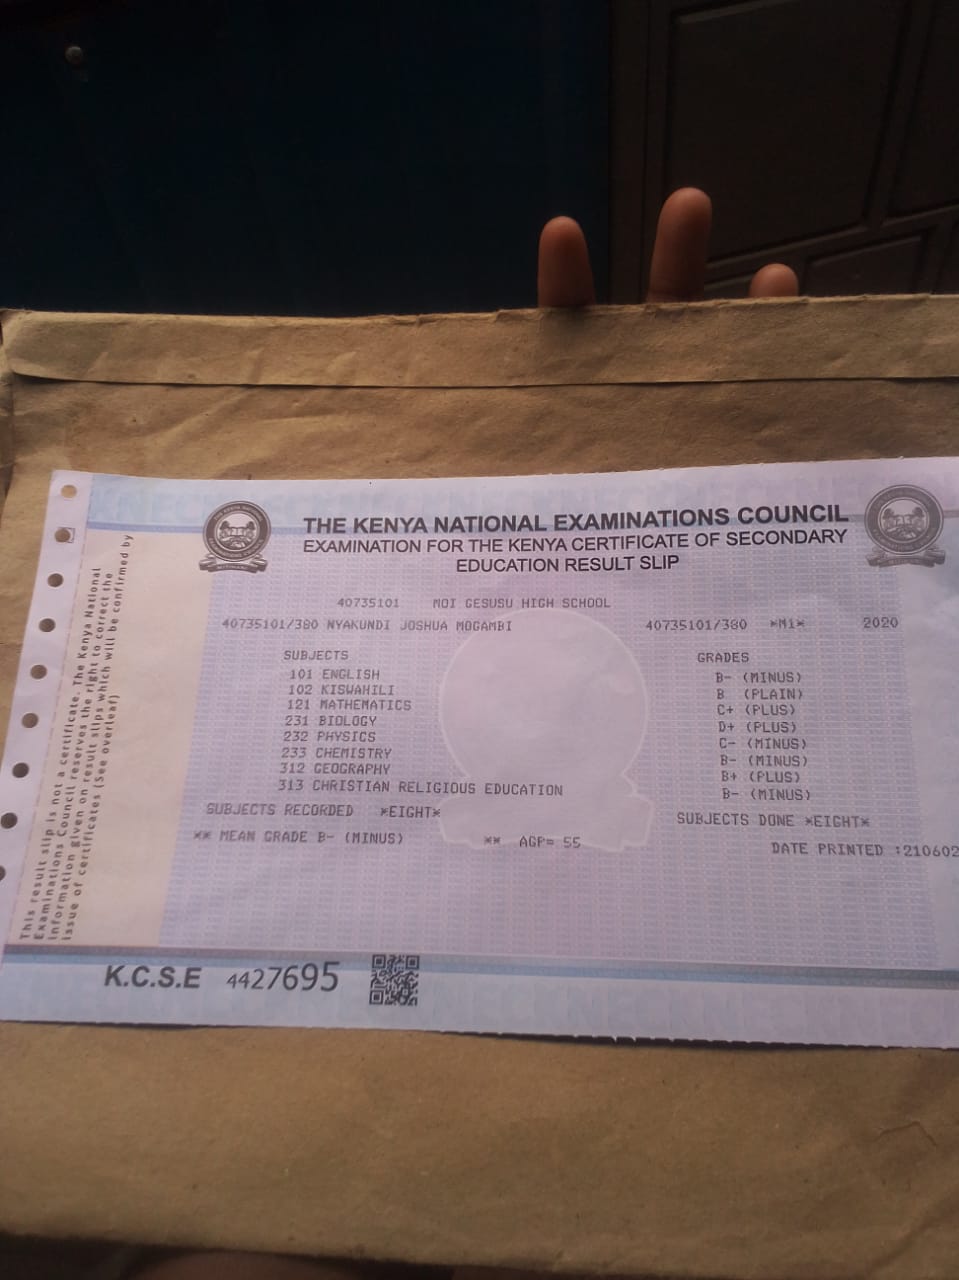 THE KENYA NATIONAL EXAMINATIONS COUNCIL
EXAMINATION FOR THE KENYA CERTIFICATE OF SECONDARY
EDUCATION RESULT SLIP
40735101 MOI GESUSU HIGH SCHOOL
40735101/380 NYAKUNDI JOSHUA MOGAMBI 40735101/380 *M1* 2020
SUBJECTS GRADES
101 ENGLISH B- (MINUS)
102 KISWAHILI B (PLAIN)
121 MATHEMATICS C+ (PLUS)
231 BIOLOGY D+ (PLUS)
232 PHYSICS C- (MINUS)
233 CHEMISTRY B- (MINUS)
312 GEOGRAPHY B+ (PLUS)
313 CHRISTIAN RELIGIOUS EDUCATION B- (MINUS)
SUBJECTS RECORDED *EIGHT* SUBJECTS DONE *EIGHT*
** MEAN GRADE B- (MINUS) ** AGP= 55
DATE PRINTED :210602
K.C.S.E 4427695
This result slip is not a certificate. The Kenya National
Examinations Council reserves the right to correct the
information given on result slips which will be confirmed by
issue of certificates (See overleaf)